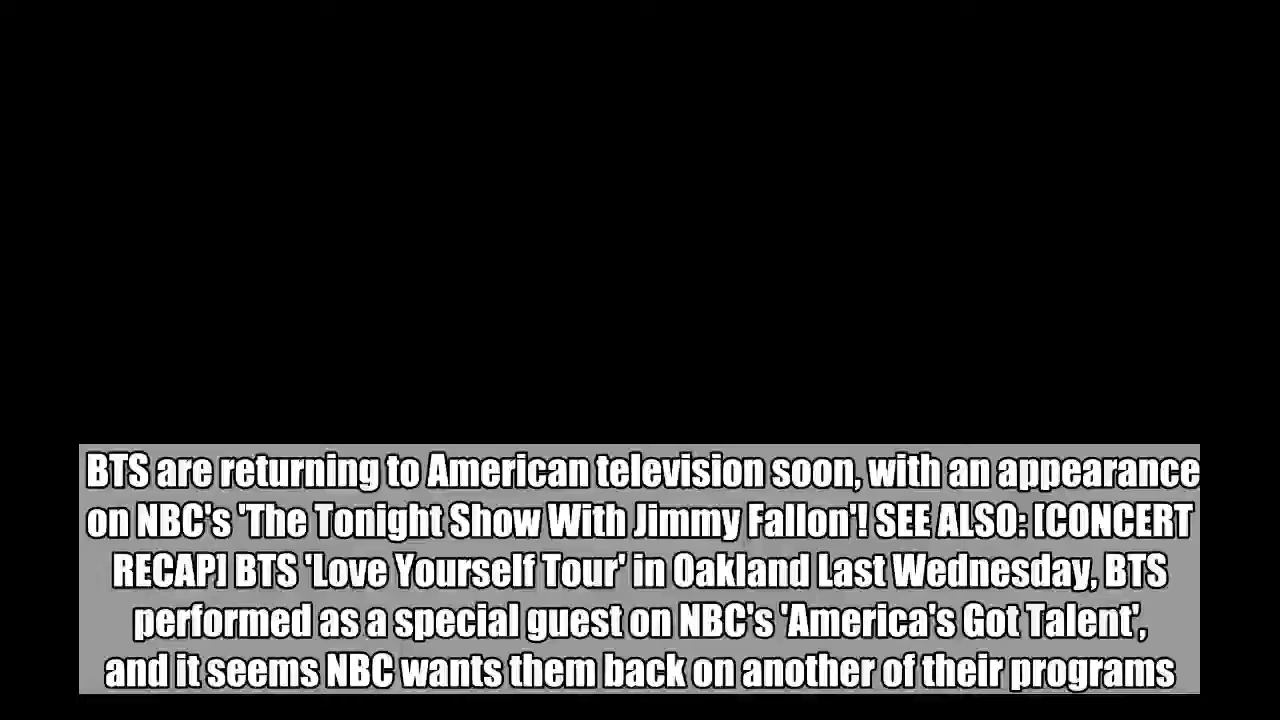 BTS are returning to American television soon, with an appearance
on NBC's 'The Tonight Show With Jimmy Fallon'! SEE ALSO: [CONCERT
RECAP] BTS 'Love Yourself Tour' in Oakland Last Wednesday, BTS
performed as a special guest on NBC's 'America's Got Talent',
and it seems NBC wants them back on another of their programs